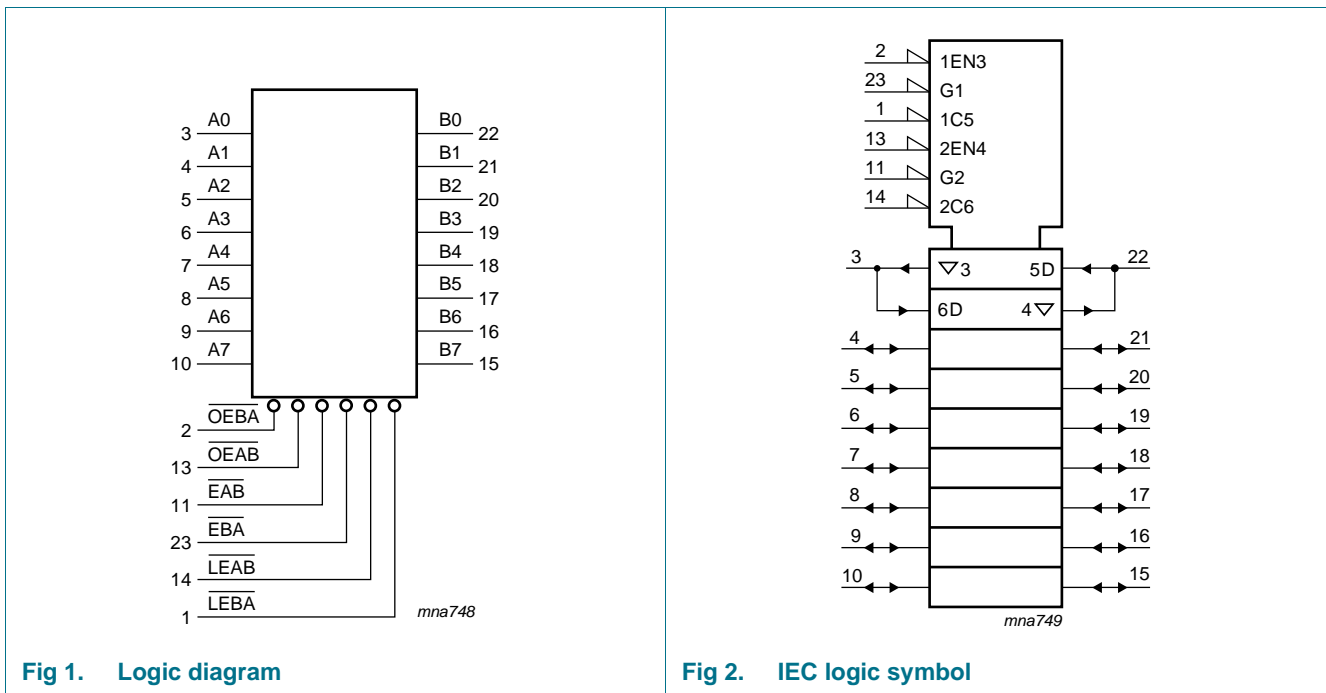 A0
3
B0
22
A1
4
B1
21
A2
5
B2
20
A3
6
B3
19
A4
7
B4
18
A5
8
B5
17
A6
9
B6
16
A7
10
B7
15
OEBA
2
OEAB
13
EAB
11
EBA
23
LEAB
14
LEBA
1
mna748
Fig 1. Logic diagram
2 1EN3
23 G1
1 1C5
13 2EN4
11 G2
14 2C6
3 ▽3 5D 22
6D 4▽
4 21
5 20
6 19
7 18
8 17
9 16
10 15
mna749
Fig 2. IEC logic symbol